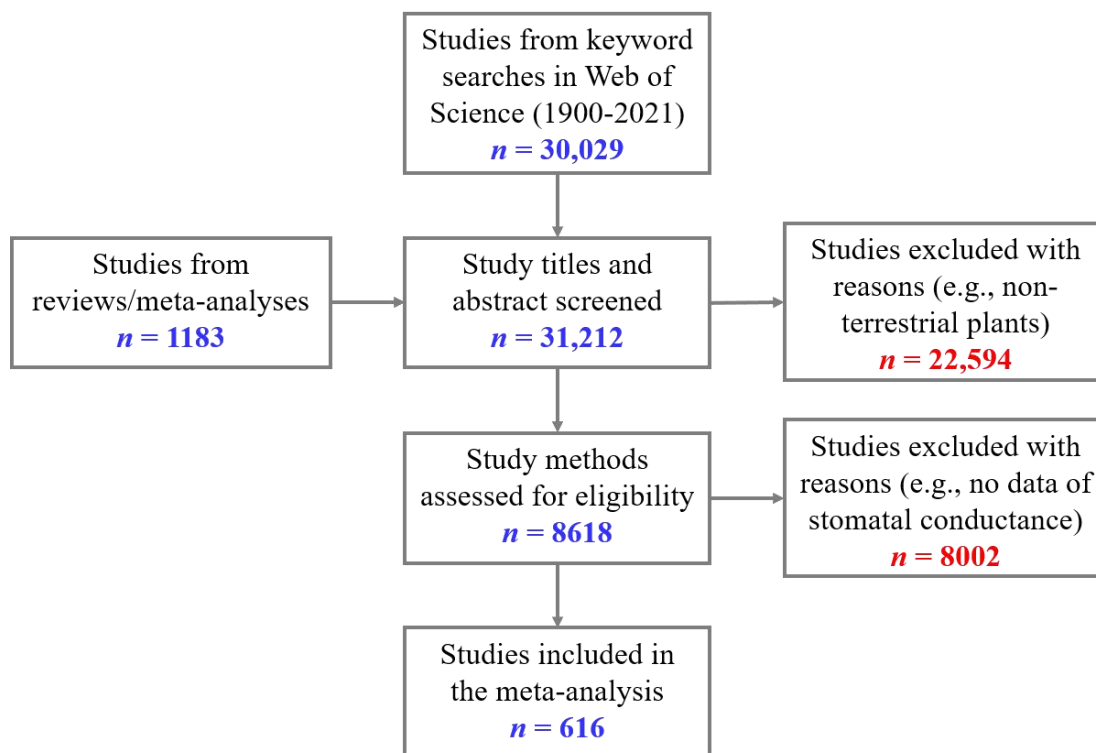 Studies from keyword
searches in Web of
Science (1900-2021)
n = 30,029
Studies from
reviews/meta-analyses
n = 1183
Study titles and
abstract screened
n = 31,212
Studies excluded with
reasons (e.g., non-
terrestrial plants)
n = 22,594
Study methods
assessed for eligibility
n = 8618
Studies excluded with
reasons (e.g., no data of
stomatal conductance)
n = 8002
Studies included in
the meta-analysis
n = 616